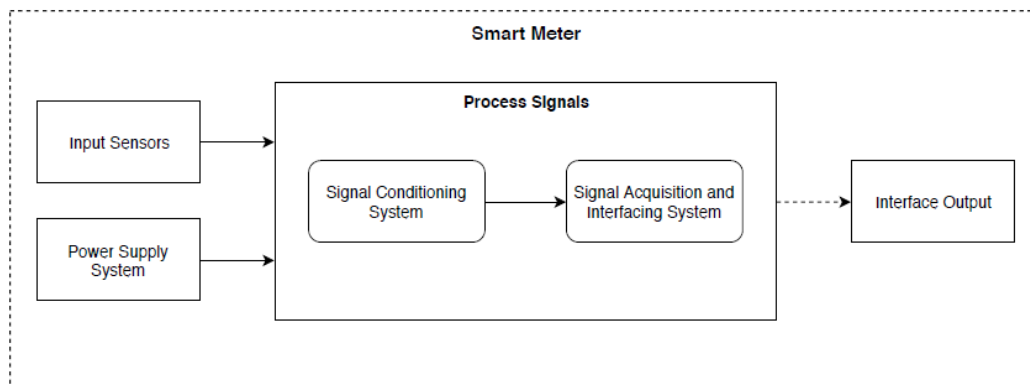 Smart Meter
Process Signals
Input Sensors
Signal Conditioning
System
Signal Acquisition and
Interfacing System
Interface Output
Power Supply
System